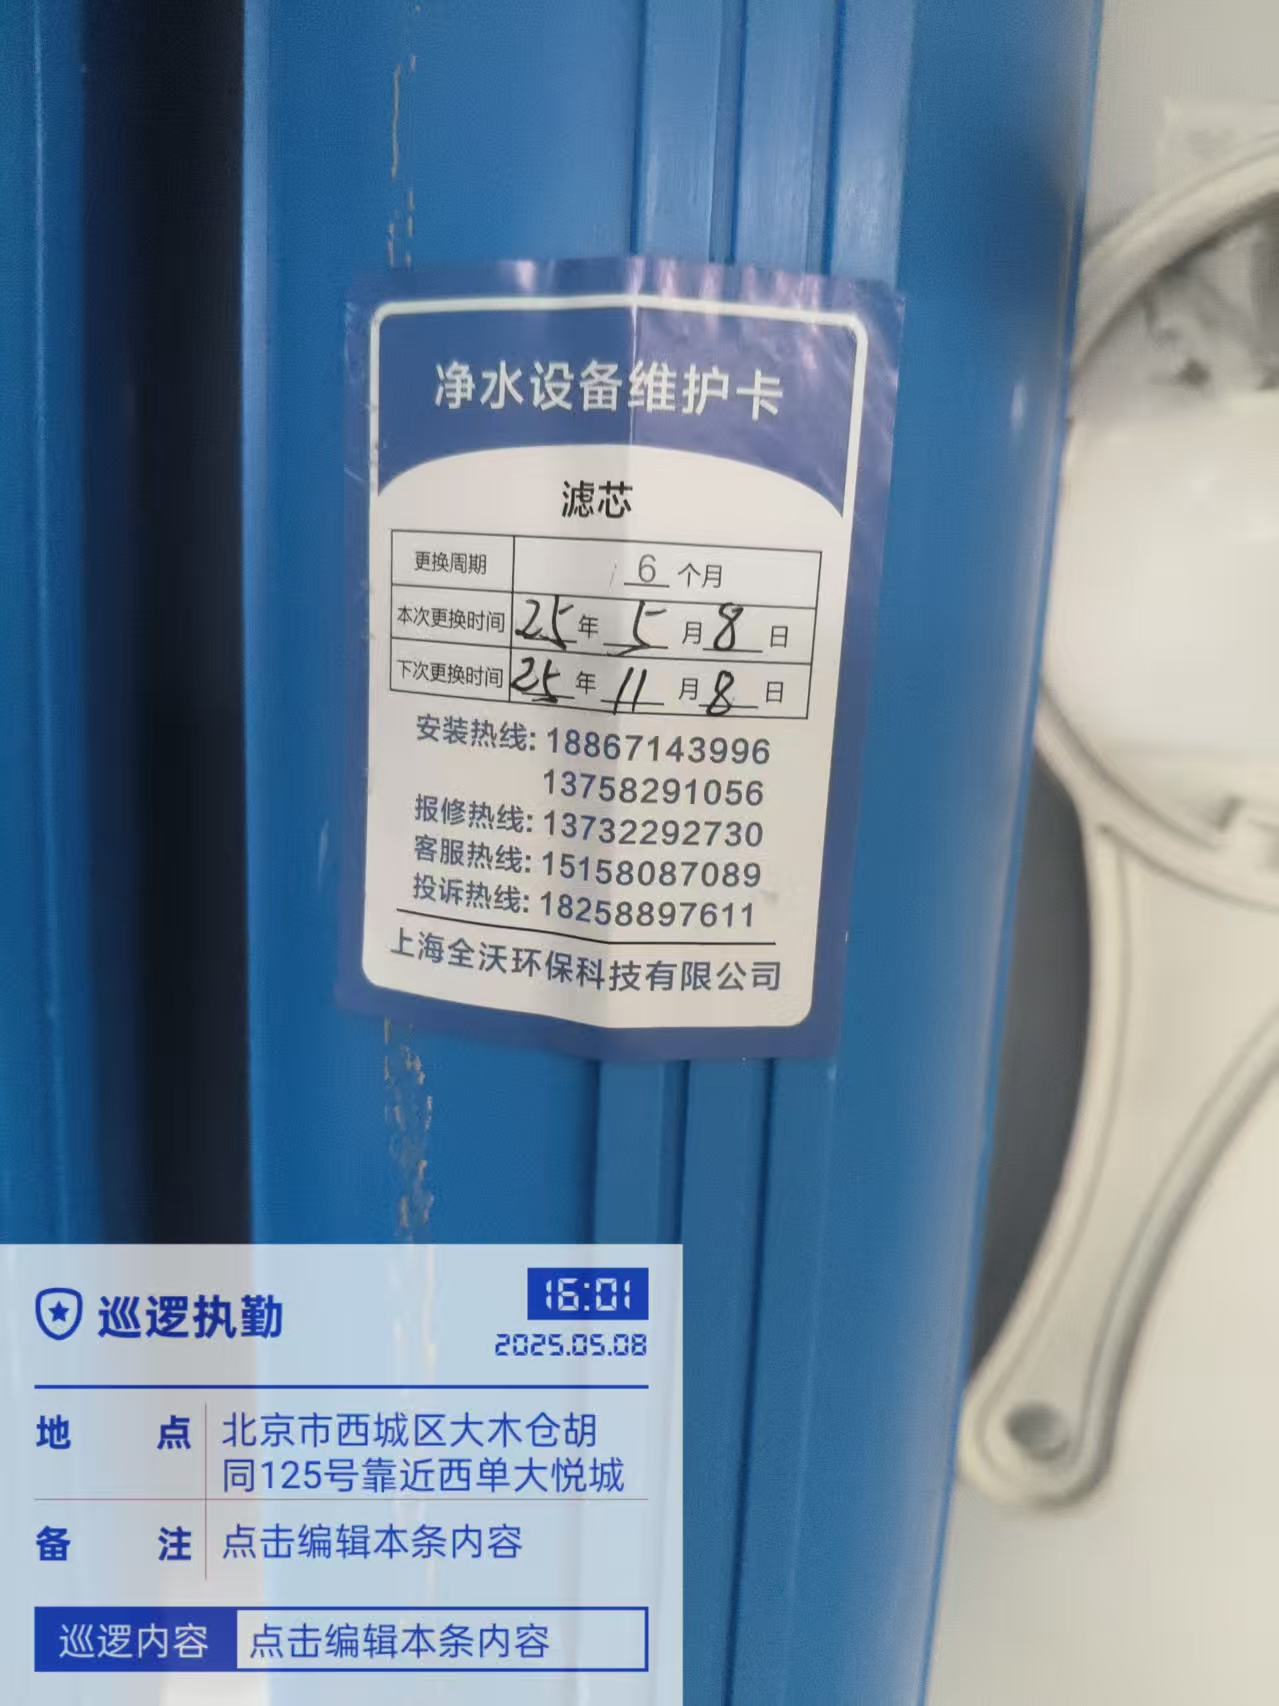 净水设备维护卡
滤芯
更换周期 6 个月
本次更换时间 25年 5 月 8 日
下次更换时间 25年 11 月 8 日
安装热线: 18867143996
13758291056
报修热线: 13732292730
客服热线: 15158087089
投诉热线: 18258897611
上海全沃环保科技有限公司
巡逻执勤 16:01
2025.05.08
地点 北京市西城区大木仓胡
同125号靠近西单大悦城
备注 点击编辑本条内容
巡逻内容 点击编辑本条内容